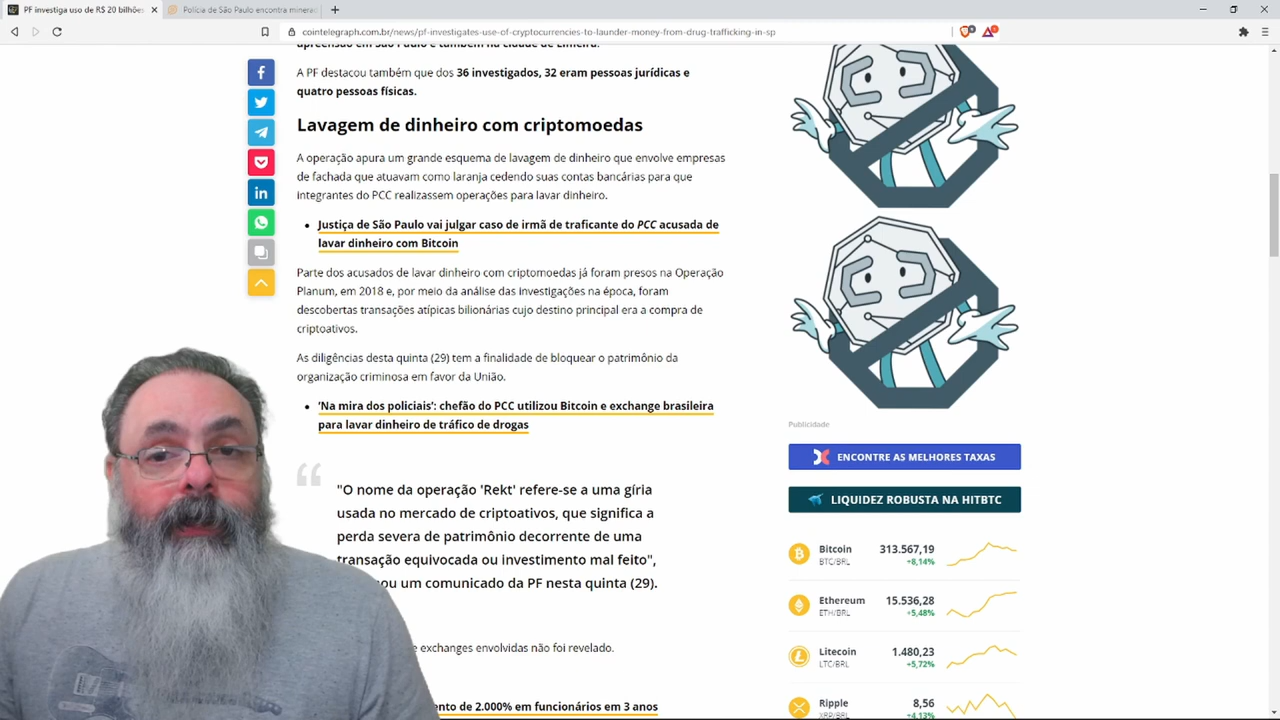 PF investiga uso de R$ 20 bilhões
Polícia de São Paulo encontra minera
cointelegraph.com.br/news/pf-investigates-use-of-cryptocurrencies-to-launder-money-from-drug-trafficking-in-sp
apreensão em São Paulo e também na cidade de Limeira.
A PF destacou também que dos 36 investigados, 32 eram pessoas jurídicas e
quatro pessoas físicas.
Lavagem de dinheiro com criptomoedas
A operação apura um grande esquema de lavagem de dinheiro que envolve empresas
de fachada que atuavam como laranja cedendo suas contas bancárias para que
integrantes do PCC realizassem operações para lavar dinheiro.
Justiça de São Paulo vai julgar caso de irmã de traficante do PCC acusada de
lavar dinheiro com Bitcoin
Parte dos acusados de lavar dinheiro com criptomoedas já foram presos na Operação
Planum, em 2018 e, por meio da análise das investigações na época, foram
descobertas transações atípicas bilionárias cujo destino principal era a compra de
criptoativos.
As diligências desta quinta (29) tem a finalidade de bloquear o patrimônio da
organização criminosa em favor da União.
'Na mira dos policiais': chefão do PCC utilizou Bitcoin e exchange brasileira
para lavar dinheiro de tráfico de drogas
"O nome da operação 'Rekt' refere-se a uma gíria
usada no mercado de criptoativos, que significa a
perda severa de patrimônio decorrente de uma
transação equivocada ou investimento mal feito",
ou um comunicado da PF nesta quinta (29).
e exchanges envolvidas não foi revelado.
ento de 2.000% em funcionários em 3 anos
Publicidade
ENCONTRE AS MELHORES TAXAS
LIQUIDEZ ROBUSTA NA HITBTC
Bitcoin 313.567,19
BTC/BRL +8,14%
Ethereum 15.536,28
ETH/BRL +5,48%
Litecoin 1.480,23
LTC/BRL +5,72%
Ripple 8,56
XRP/BRL +4,13%